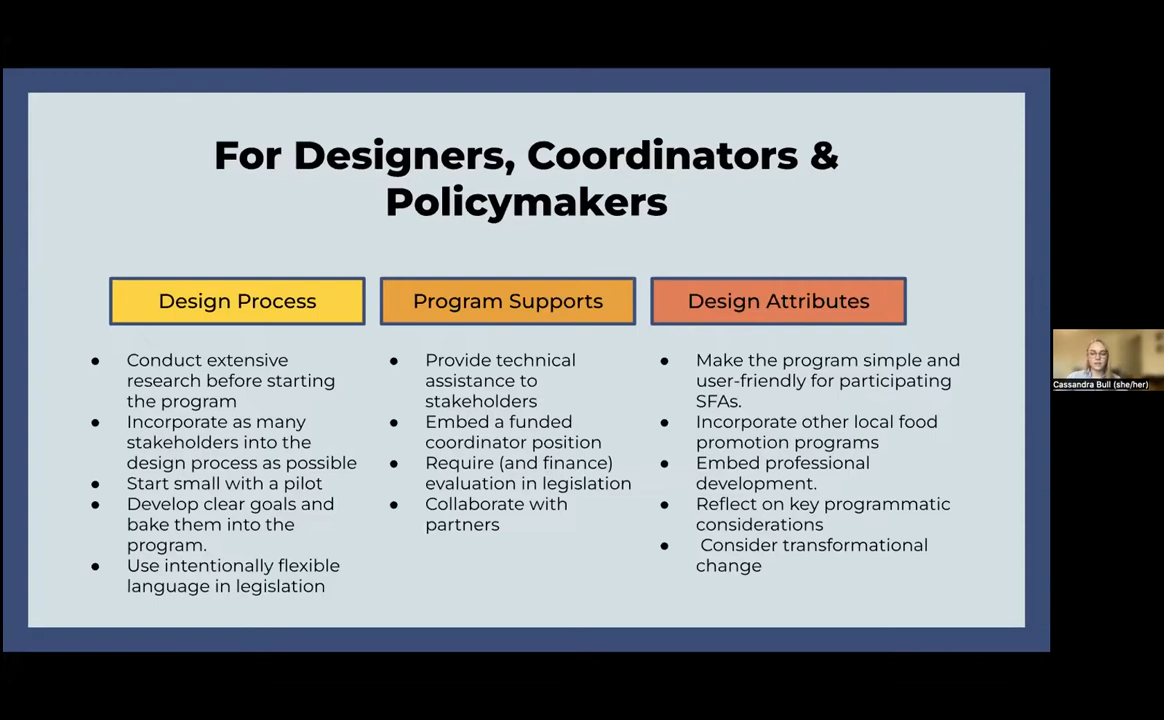 For Designers, Coordinators &
Policymakers
Design Process
● Conduct extensive
research before starting
the program
● Incorporate as many
stakeholders into the
design process as possible
● Start small with a pilot
● Develop clear goals and
bake them into the
program.
● Use intentionally flexible
language in legislation
Program Supports
● Provide technical
assistance to
stakeholders
● Embed a funded
coordinator position
● Require (and finance)
evaluation in legislation
● Collaborate with
partners
Design Attributes
● Make the program simple and
user-friendly for participating
SFAs.
● Incorporate other local food
promotion programs
● Embed professional
development.
● Reflect on key programmatic
considerations
● Consider transformational
change
Cassandra Bull (she/her)